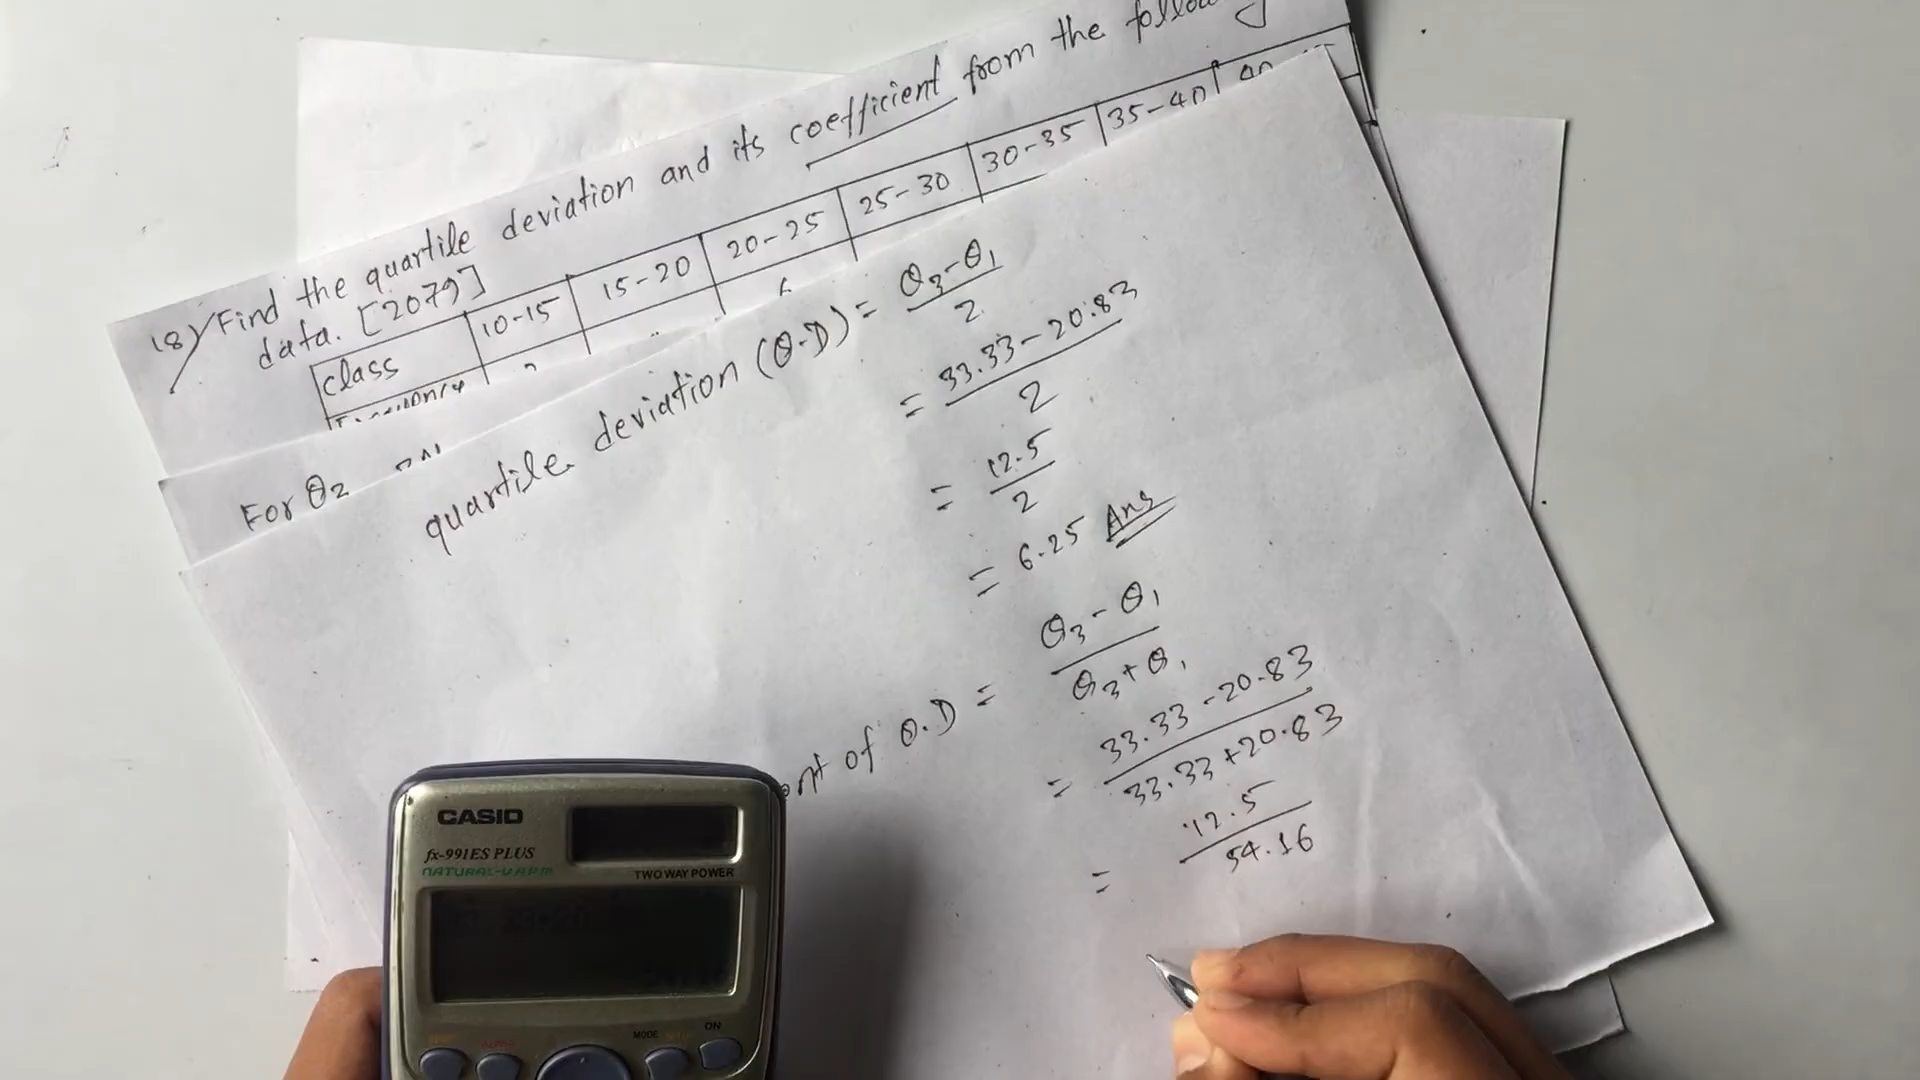 18) Find the quartile deviation and its coefficient from the
data. [2079]
class 10-15 15-20 20-25 25-30 30-35 35-40
For Q2
quartile deviation (Q.D) = Q3-Q1 / 2
= 33.33-20.83 / 2
= 12.5 / 2
= 6.25 Ans
of Q.D = Q3-Q1 / Q3+Q1
= 33.33-20.83 / 33.33+20.83
= 12.5 / 54.16
CASIO
fx-991ES PLUS
NATURAL-V.P.A.M.
TWO WAY POWER
MODE SETUP ON
ALPHA